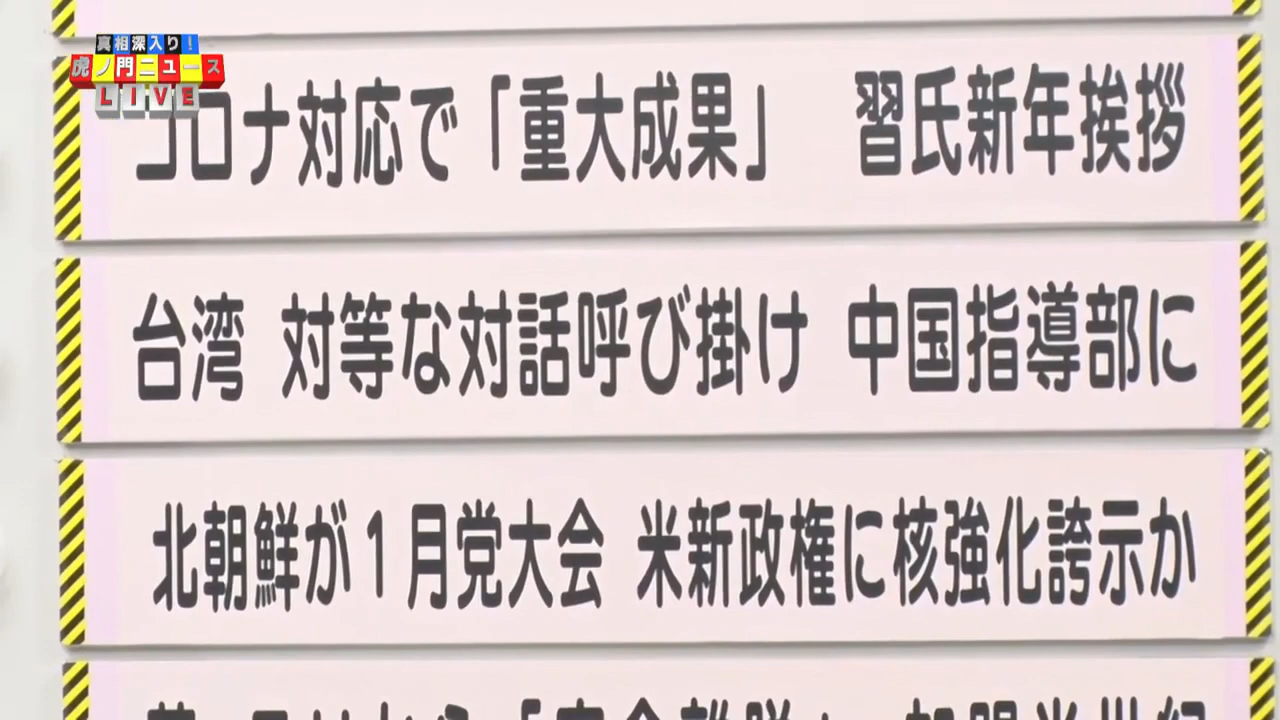 真相深入り!
虎ノ門ニュース
LIVE
コロナ対応で「重大成果」 習氏新年挨拶
台湾 対等な対話呼び掛け 中国指導部に
北朝鮮が1月党大会 米新政権に核強化誇示か